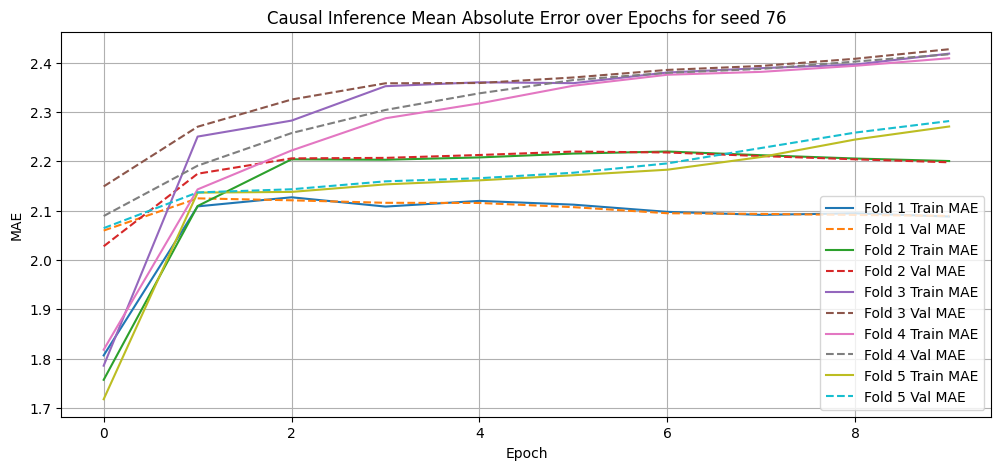 Causal Inference Mean Absolute Error over Epochs for seed 76
MAE
2.4
2.3
2.2
2.1
2.0
1.9
1.8
1.7
Fold 1 Train MAE
Fold 1 Val MAE
Fold 2 Train MAE
Fold 2 Val MAE
Fold 3 Train MAE
Fold 3 Val MAE
Fold 4 Train MAE
Fold 4 Val MAE
Fold 5 Train MAE
Fold 5 Val MAE
0 2 4 6 8
Epoch